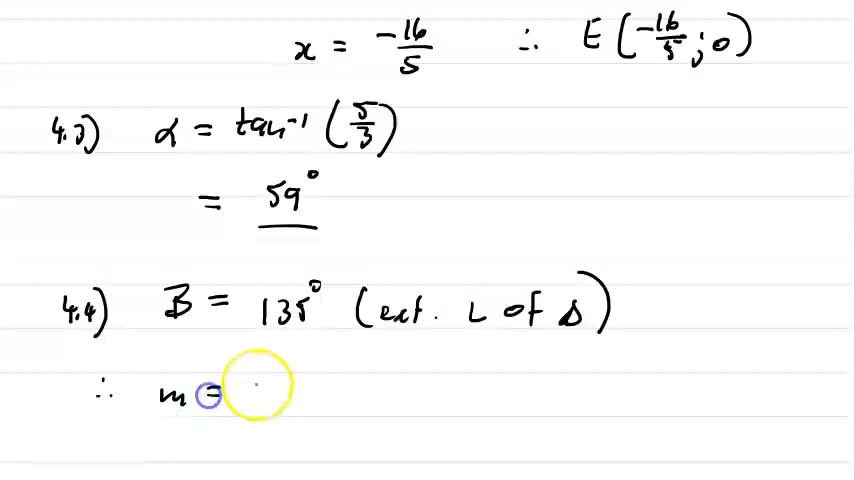 x = -16/5 ∴ E(-16/5 ; 0)
4.3) α = tan⁻¹(5/3)
= 59°
4.4) B = 135° (ext. ∠ of Δ)
∴ m =